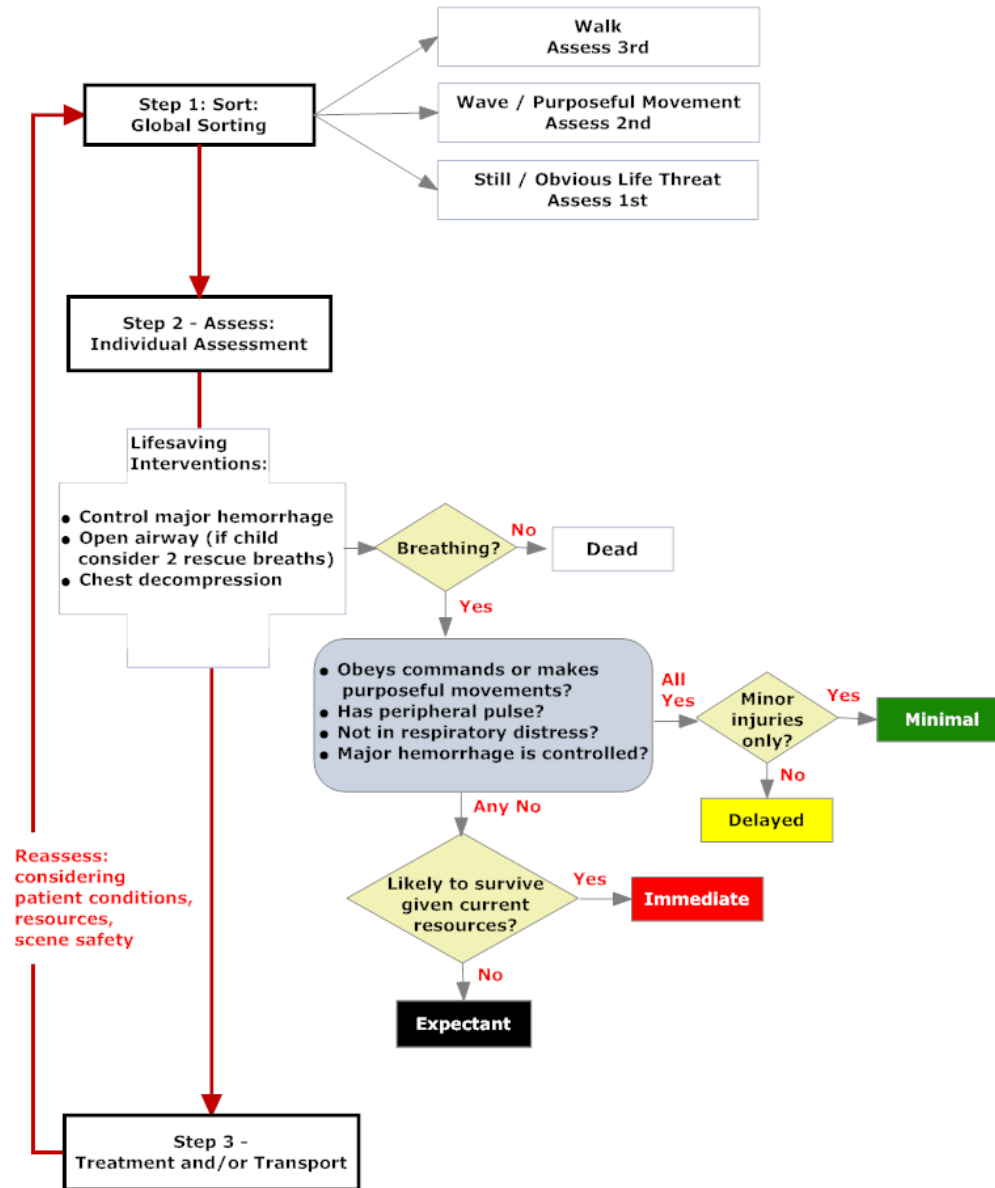 Walk
Assess 3rd
Step 1: Sort:
Global Sorting
Wave / Purposeful Movement
Assess 2nd
Still / Obvious Life Threat
Assess 1st
Step 2 - Assess:
Individual Assessment
Lifesaving
Interventions:
● Control major hemorrhage
● Open airway (if child
consider 2 rescue breaths)
● Chest decompression
Breathing?
No
Dead
Yes
● Obeys commands or makes
purposeful movements?
● Has peripheral pulse?
● Not in respiratory distress?
● Major hemorrhage is controlled?
All
Yes
Minor
injuries
only?
Yes
Minimal
No
Delayed
Any No
Likely to survive
given current
resources?
Yes
Immediate
No
Expectant
Reassess:
considering
patient conditions,
resources,
scene safety
Step 3 -
Treatment and/or Transport